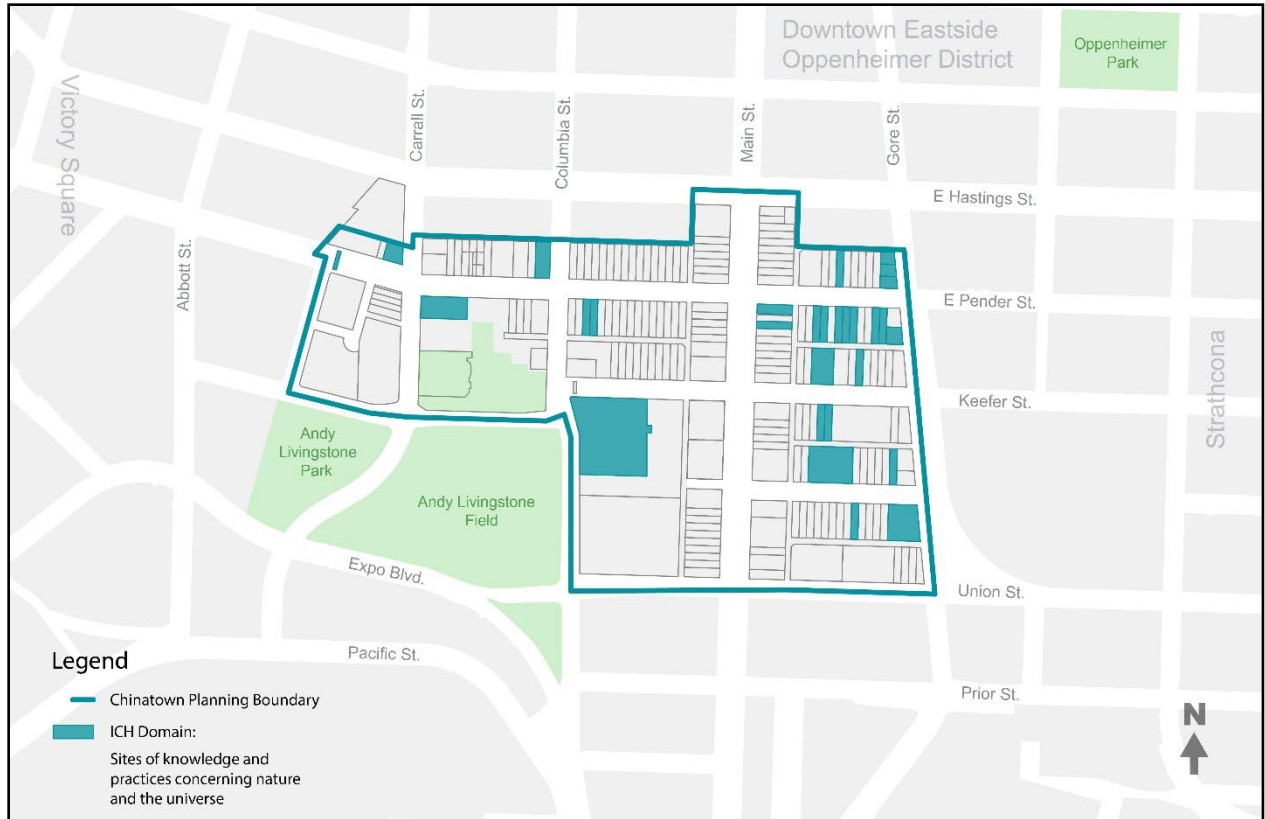 Downtown Eastside
Oppenheimer District
Oppenheimer
Park
Victory Square
Carrall St.
Columbia St.
Main St.
Gore St.
E Hastings St.
Abbott St.
E Pender St.
Keefer St.
Strathcona
Andy
Livingstone
Park
Andy Livingstone
Field
Expo Blvd.
Union St.
Pacific St.
Prior St.
Legend
Chinatown Planning Boundary
ICH Domain:
Sites of knowledge and
practices concerning nature
and the universe
N